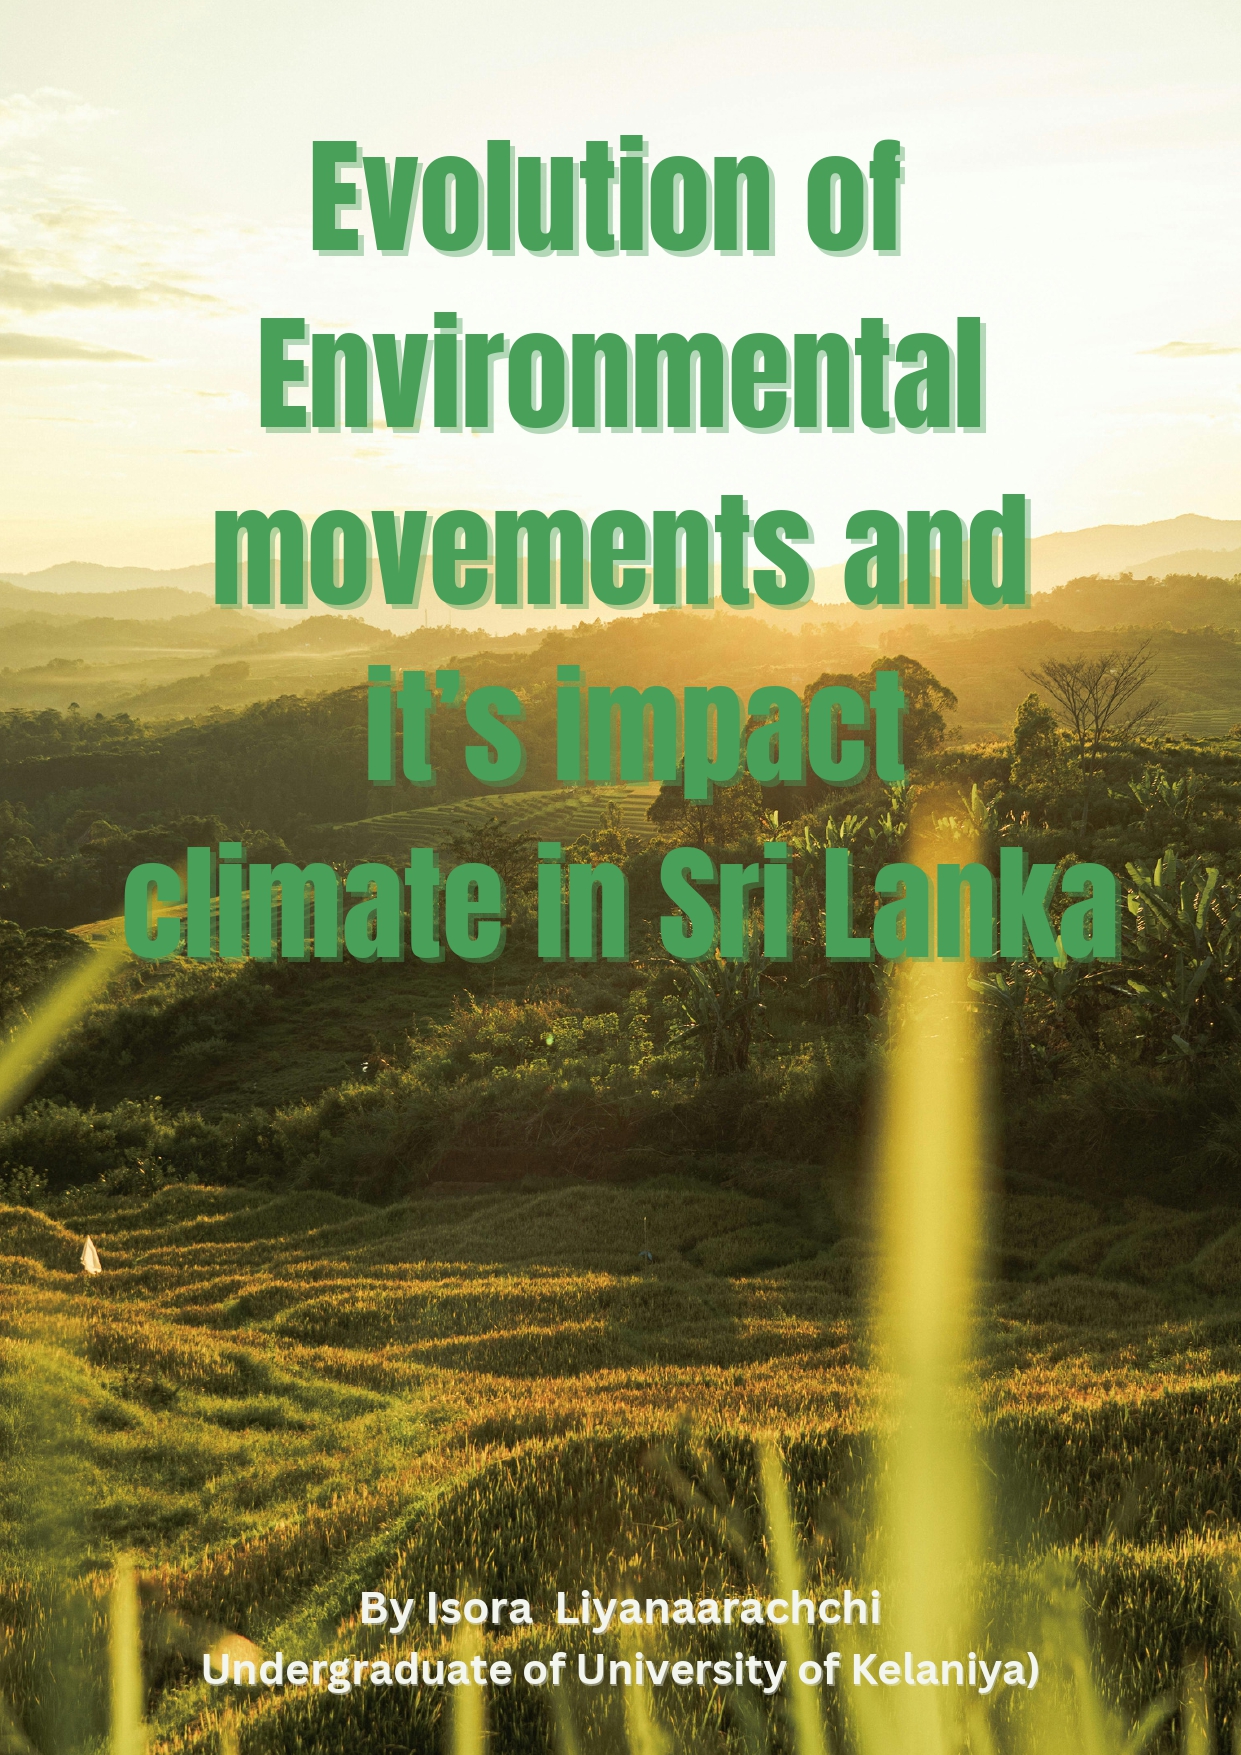 Evolution of
Environmental
movements and
it’s impact
climate in Sri Lanka
By Isora Liyanaarachchi
Undergraduate of University of Kelaniya)